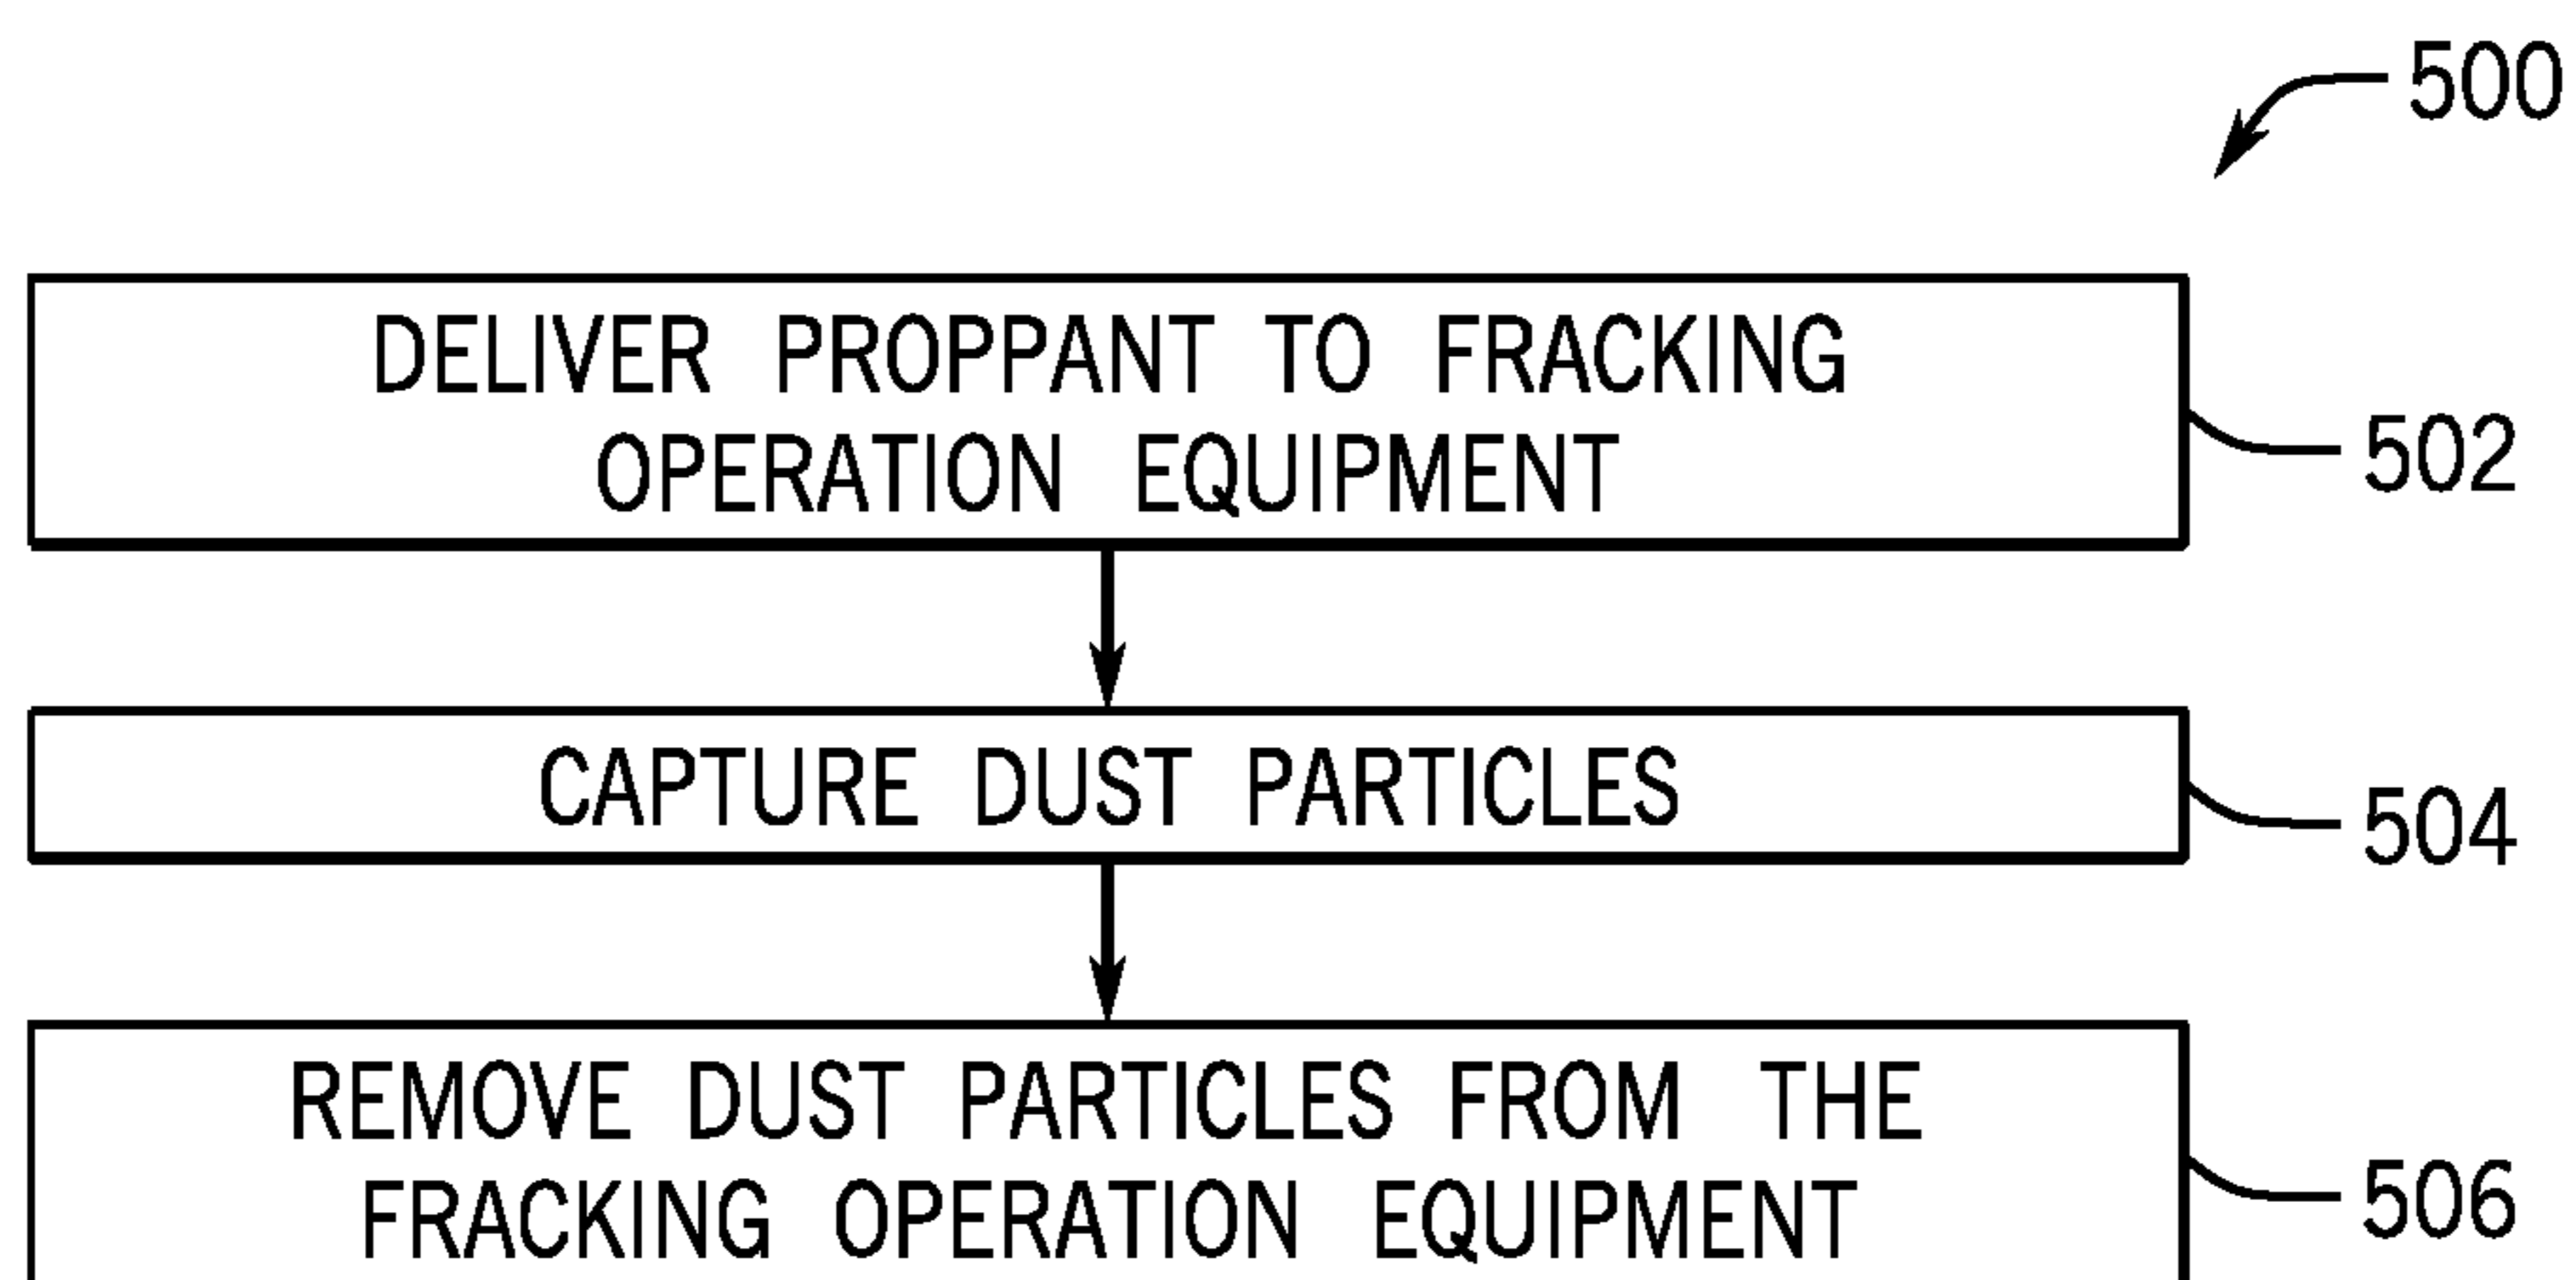 500
DELIVER PROPPANT TO FRACKING
OPERATION EQUIPMENT
502
CAPTURE DUST PARTICLES
504
REMOVE DUST PARTICLES FROM THE
FRACKING OPERATION EQUIPMENT
506